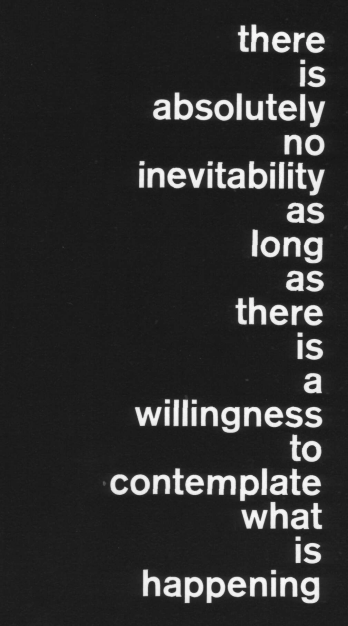 there
is
absolutely
no
inevitability
as
long
as
there
is
a
willingness
to
contemplate
what
is
happening